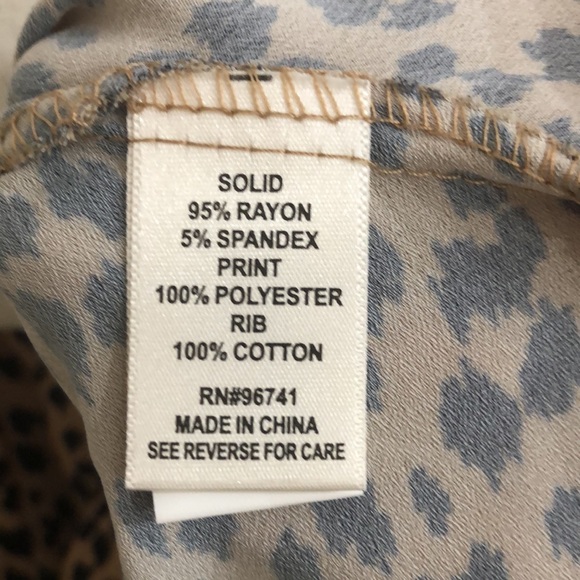 SOLID
95% RAYON
5% SPANDEX
PRINT
100% POLYESTER
RIB
100% COTTON
RN#96741
MADE IN CHINA
SEE REVERSE FOR CARE